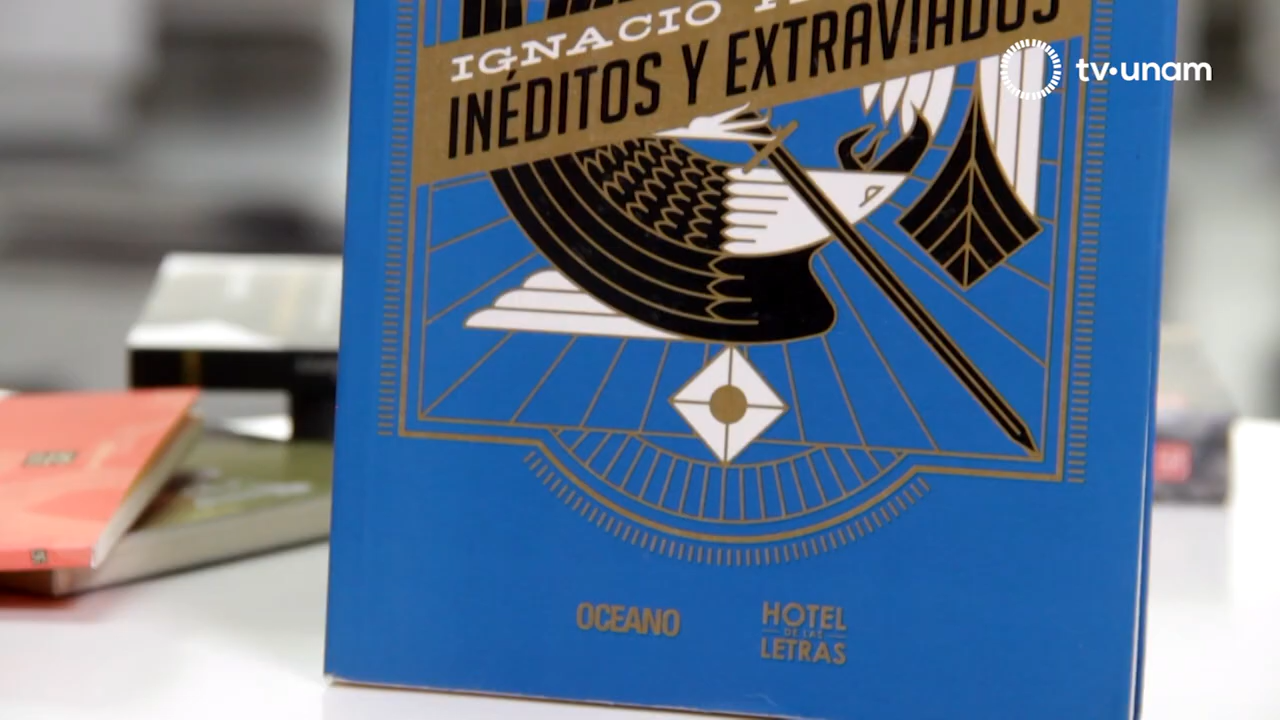 IGNACIO
INÉDITOS Y EXTRAVIADOS
tv·unam
OCEANO
HOTEL
DE LAS
LETRAS